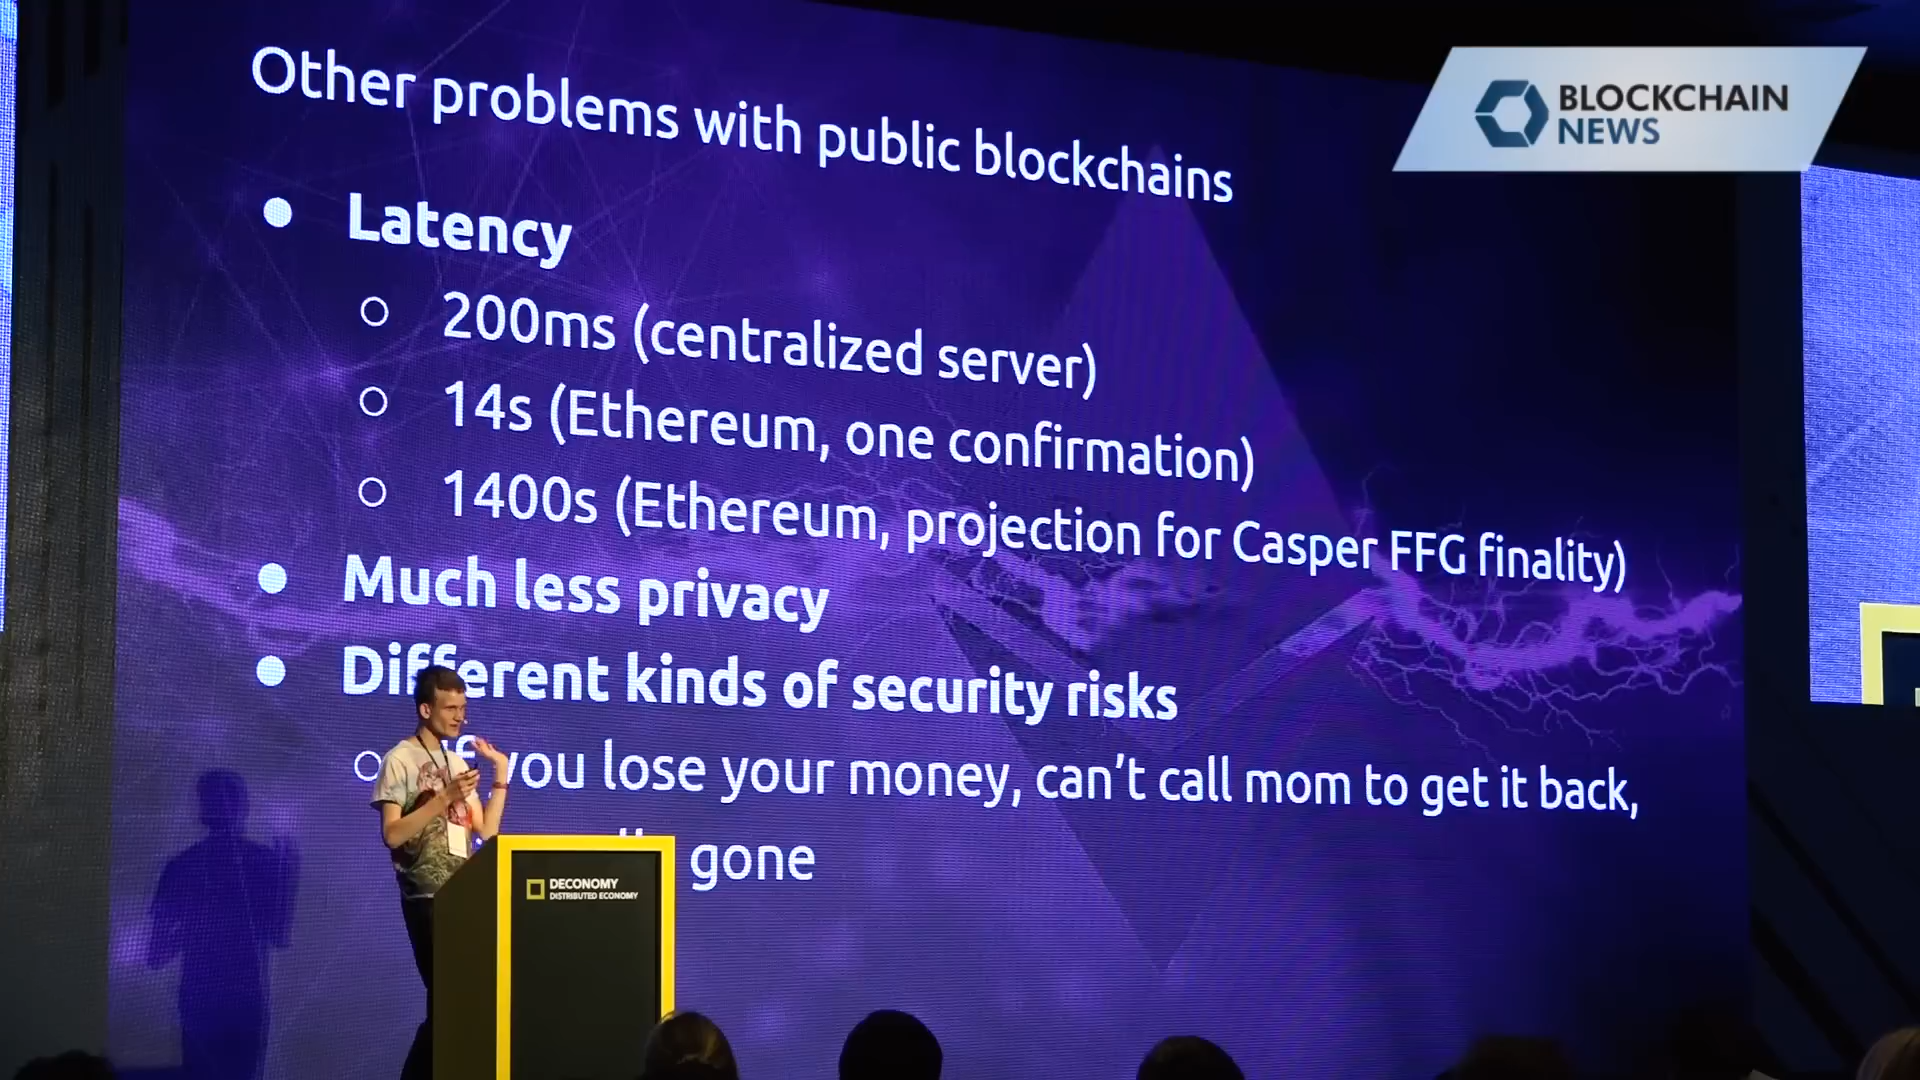 Other problems with public blockchains
● Latency
○ 200ms (centralized server)
○ 14s (Ethereum, one confirmation)
○ 1400s (Ethereum, projection for Casper FFG finality)
● Much less privacy
● Different kinds of security risks
○ If you lose your money, can't call mom to get it back,
gone
BLOCKCHAIN
NEWS
DECONOMY
DISTRIBUTED ECONOMY